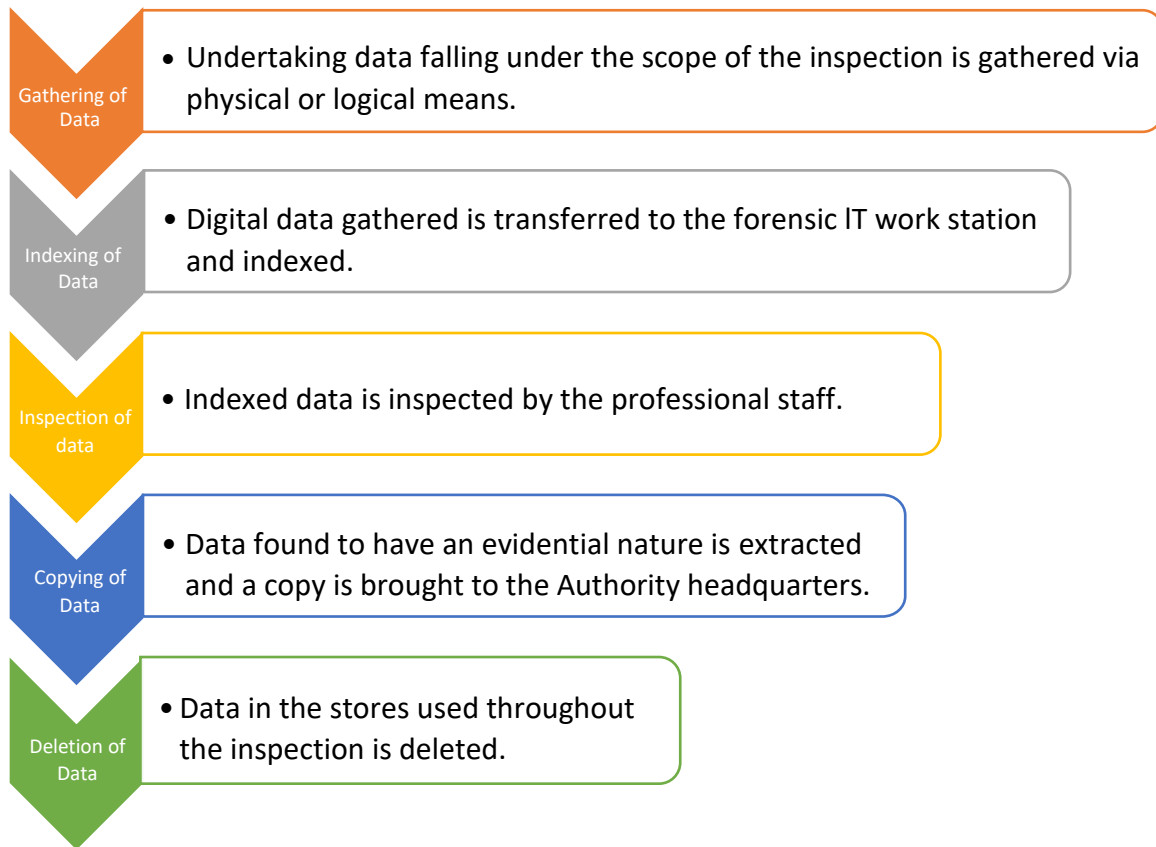 Gathering of
Data
• Undertaking data falling under the scope of the inspection is gathered via
physical or logical means.
Indexing of
Data
• Digital data gathered is transferred to the forensic IT work station
and indexed.
Inspection of
data
• Indexed data is inspected by the professional staff.
Copying of
Data
• Data found to have an evidential nature is extracted
and a copy is brought to the Authority headquarters.
Deletion of
Data
• Data in the stores used throughout
the inspection is deleted.